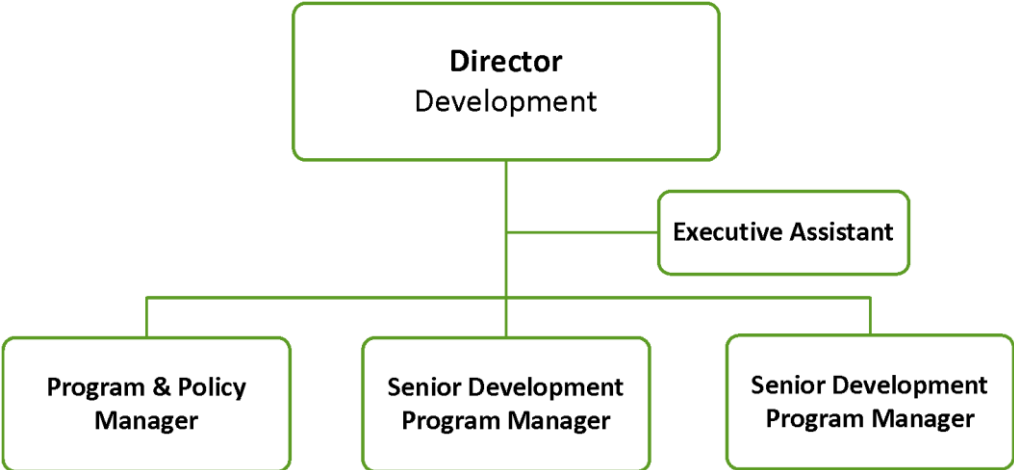 Director
Development
Executive Assistant
Program & Policy
Manager
Senior Development
Program Manager
Senior Development
Program Manager